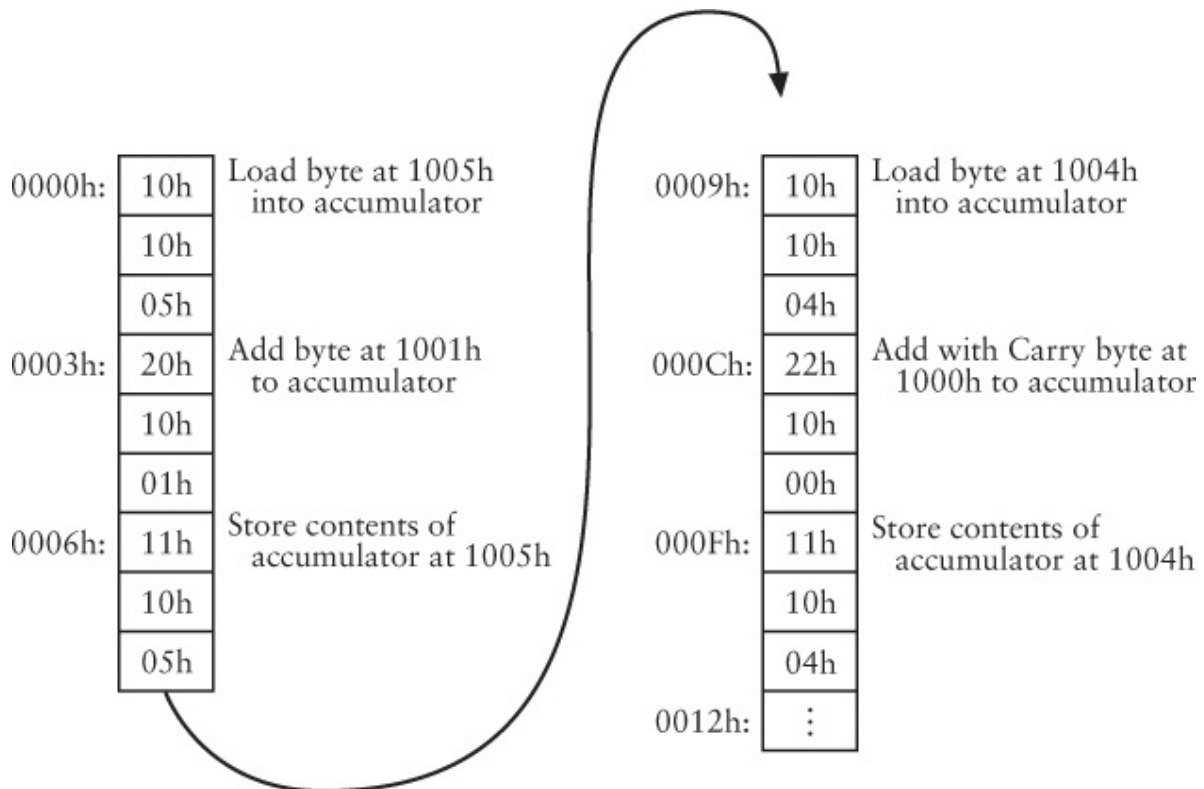 0000h: 10h Load byte at 1005h
into accumulator
10h
05h
0003h: 20h Add byte at 1001h
to accumulator
10h
01h
0006h: 11h Store contents of
accumulator at 1005h
10h
05h
0009h: 10h Load byte at 1004h
into accumulator
10h
04h
000Ch: 22h Add with Carry byte at
1000h to accumulator
10h
00h
000Fh: 11h Store contents of
accumulator at 1004h
10h
04h
0012h: ⋮